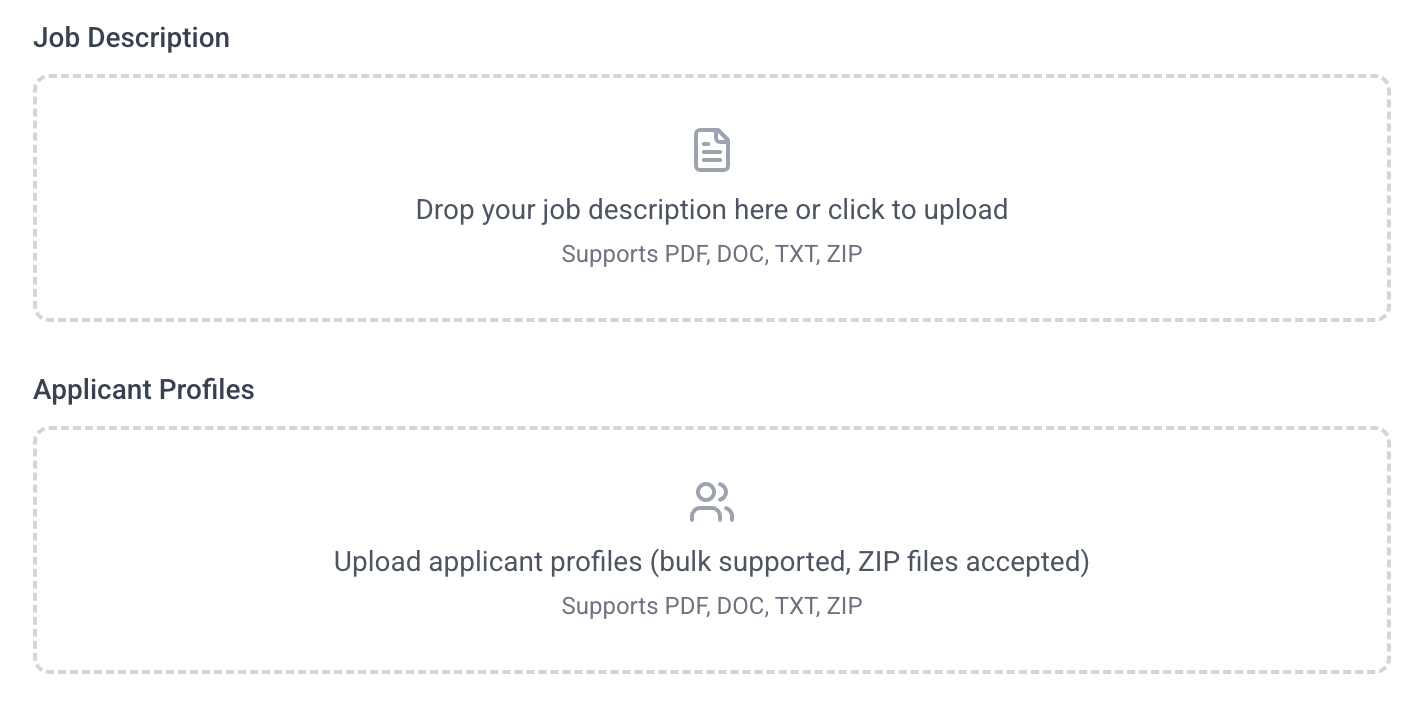 Job Description
Drop your job description here or click to upload
Supports PDF, DOC, TXT, ZIP
Applicant Profiles
Upload applicant profiles (bulk supported, ZIP files accepted)
Supports PDF, DOC, TXT, ZIP